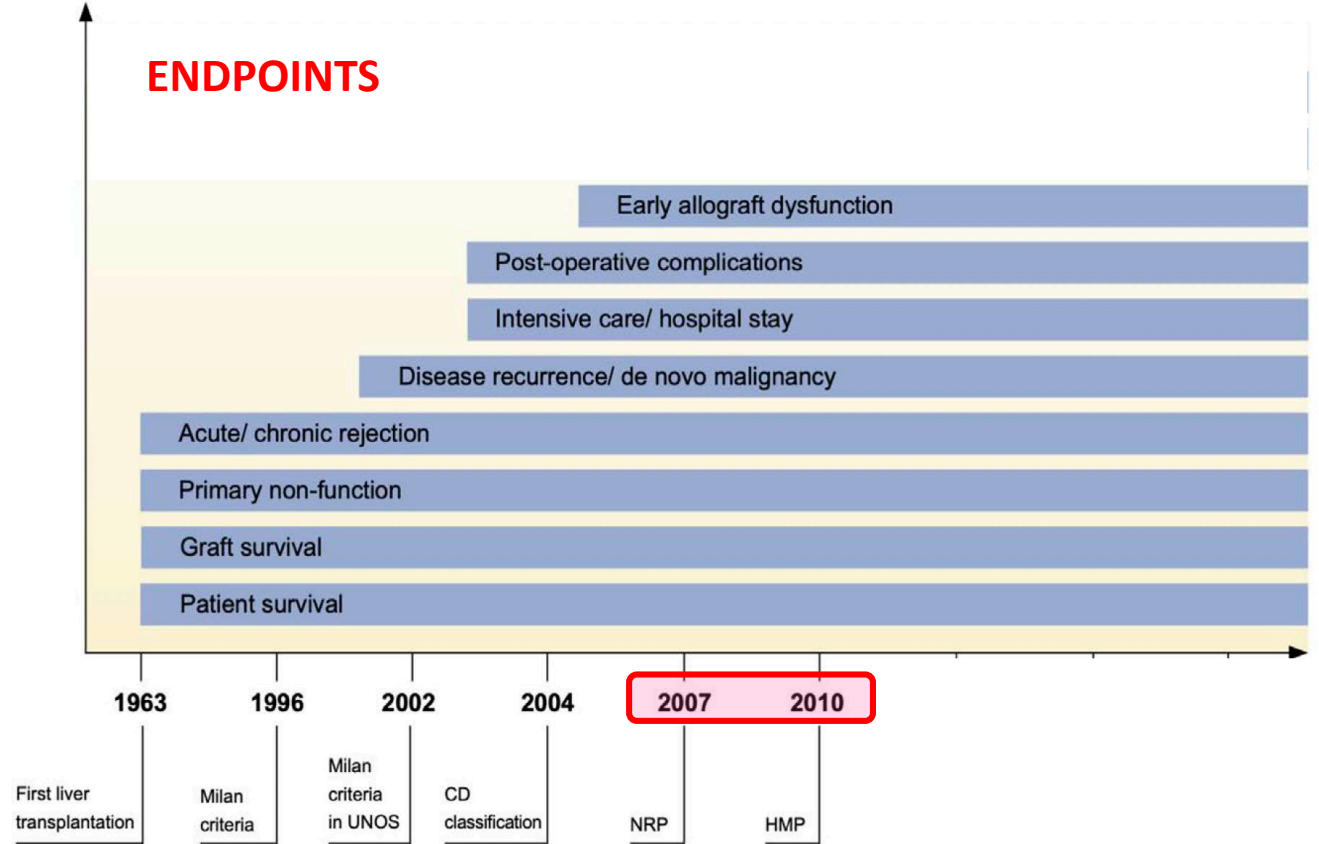 ENDPOINTS
Early allograft dysfunction
Post-operative complications
Intensive care/ hospital stay
Disease recurrence/ de novo malignancy
Acute/ chronic rejection
Primary non-function
Graft survival
Patient survival
1963 1996 2002 2004 2007 2010
First liver
transplantation
Milan
criteria
Milan
criteria
in UNOS
CD
classification
NRP
HMP